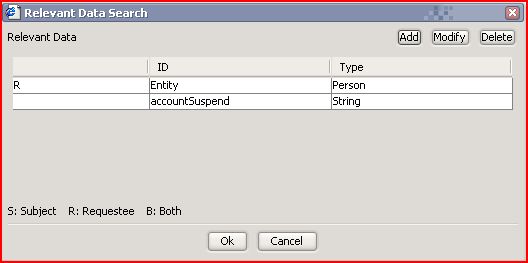 Relevant Data Search
Relevant Data Add Modify Delete
ID Type
R Entity Person
accountSuspend String
S: Subject R: Requestee B: Both
Ok Cancel